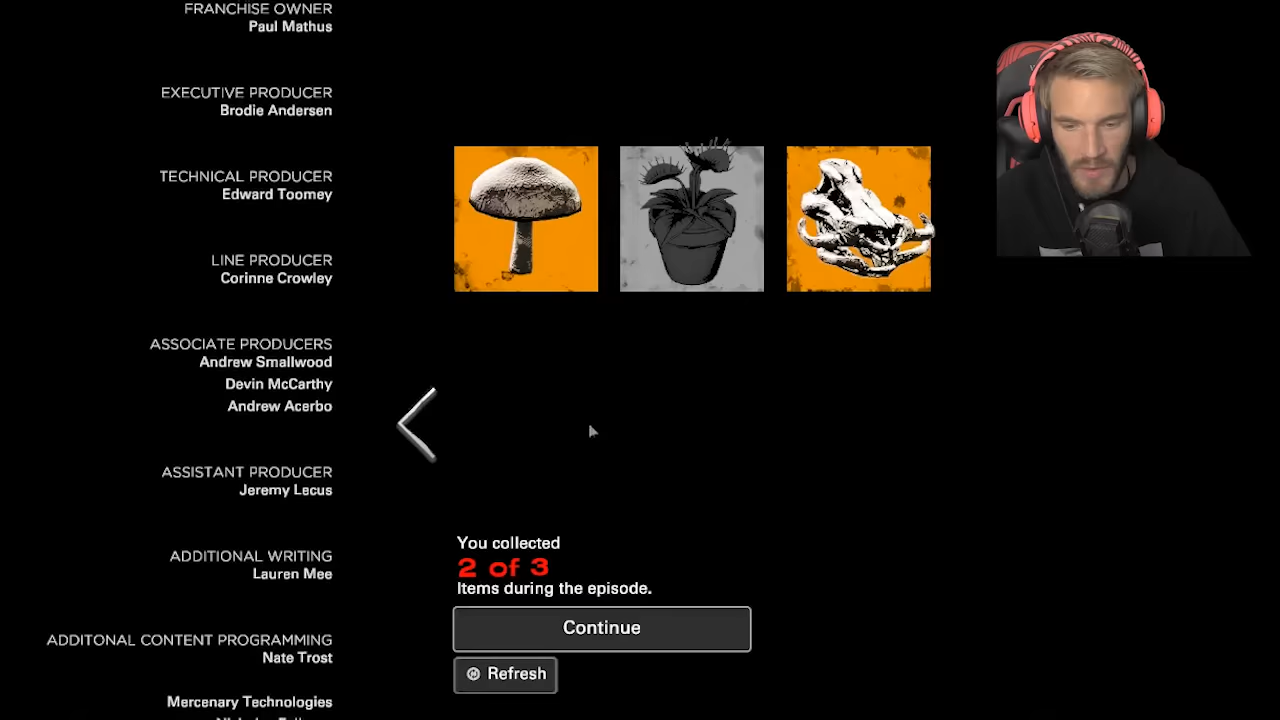 FRANCHISE OWNER
Paul Mathus
EXECUTIVE PRODUCER
Brodie Andersen
TECHNICAL PRODUCER
Edward Toomey
LINE PRODUCER
Corinne Crowley
ASSOCIATE PRODUCERS
Andrew Smallwood
Devin McCarthy
Andrew Acerbo
ASSISTANT PRODUCER
Jeremy Lecus
ADDITIONAL WRITING
Lauren Mee
ADDITONAL CONTENT PROGRAMMING
Nate Trost
Mercenary Technologies
You collected
2 of 3
Items during the episode.
Continue
Refresh